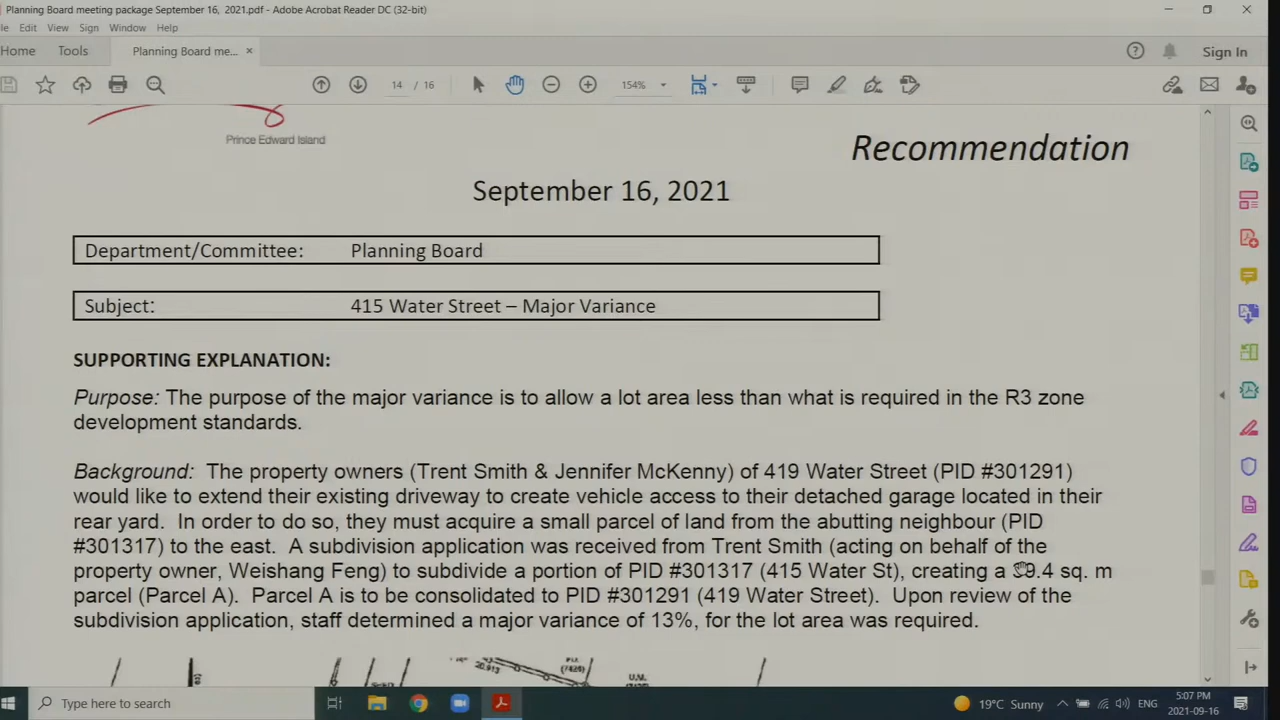 Planning Board meeting package September 16, 2021.pdf - Adobe Acrobat Reader DC (32-bit)
Edit View Sign Window Help
Home Tools Planning Board me... × Sign In
14 / 16 154%
Prince Edward Island
Recommendation
September 16, 2021
Department/Committee: Planning Board
Subject: 415 Water Street – Major Variance
SUPPORTING EXPLANATION:
Purpose: The purpose of the major variance is to allow a lot area less than what is required in the R3 zone
development standards.
Background: The property owners (Trent Smith & Jennifer McKenny) of 419 Water Street (PID #301291)
would like to extend their existing driveway to create vehicle access to their detached garage located in their
rear yard. In order to do so, they must acquire a small parcel of land from the abutting neighbour (PID
#301317) to the east. A subdivision application was received from Trent Smith (acting on behalf of the
property owner, Weishang Feng) to subdivide a portion of PID #301317 (415 Water St), creating a sq. m
parcel (Parcel A). Parcel A is to be consolidated to PID #301291 (419 Water Street). Upon review of the
subdivision application, staff determined a major variance of 13%, for the lot area was required.
20.913
Type here to search 19°C Sunny ENG 5:07 PM
2021-09-16